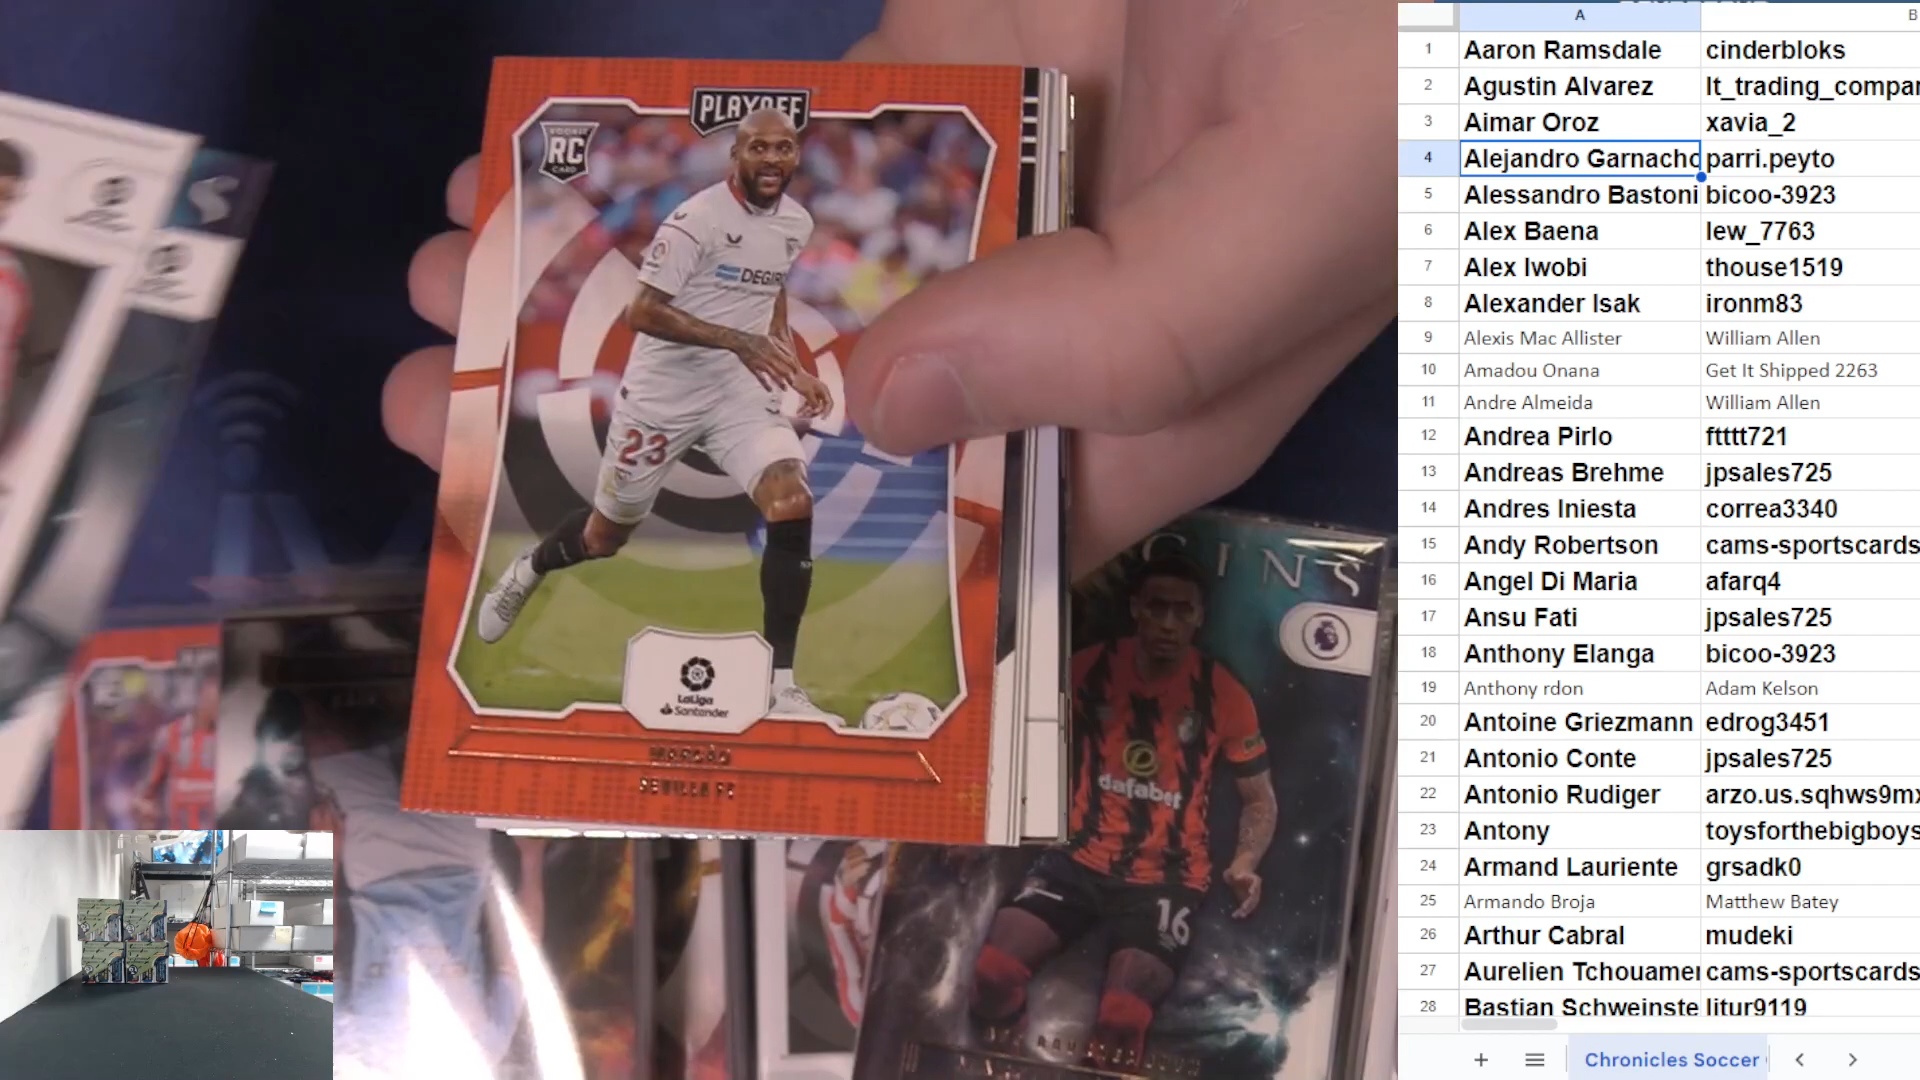 PLAYOFF
ROOKIE
RC
CARD
DEGIRO
23
LaLiga
Santander
MARCÃO
SEVILLA FC
GINS
dafabet
16
A
B
1 Aaron Ramsdale cinderbloks
2 Agustin Alvarez lt_trading_compar
3 Aimar Oroz xavia_2
4 Alejandro Garnacho parri.peyto
5 Alessandro Bastoni bicoo-3923
6 Alex Baena lew_7763
7 Alex Iwobi thouse1519
8 Alexander Isak ironm83
9 Alexis Mac Allister William Allen
10 Amadou Onana Get It Shipped 2263
11 Andre Almeida William Allen
12 Andrea Pirlo ftttt721
13 Andreas Brehme jpsales725
14 Andres Iniesta correa3340
15 Andy Robertson cams-sportscards
16 Angel Di Maria afarq4
17 Ansu Fati jpsales725
18 Anthony Elanga bicoo-3923
19 Anthony rdon Adam Kelson
20 Antoine Griezmann edrog3451
21 Antonio Conte jpsales725
22 Antonio Rudiger arzo.us.sqhws9mx
23 Antony toysforthebigboys
24 Armand Lauriente grsadk0
25 Armando Broja Matthew Batey
26 Arthur Cabral mudeki
27 Aurelien Tchouamer cams-sportscards
28 Bastian Schweinste litur9119
Chronicles Soccer